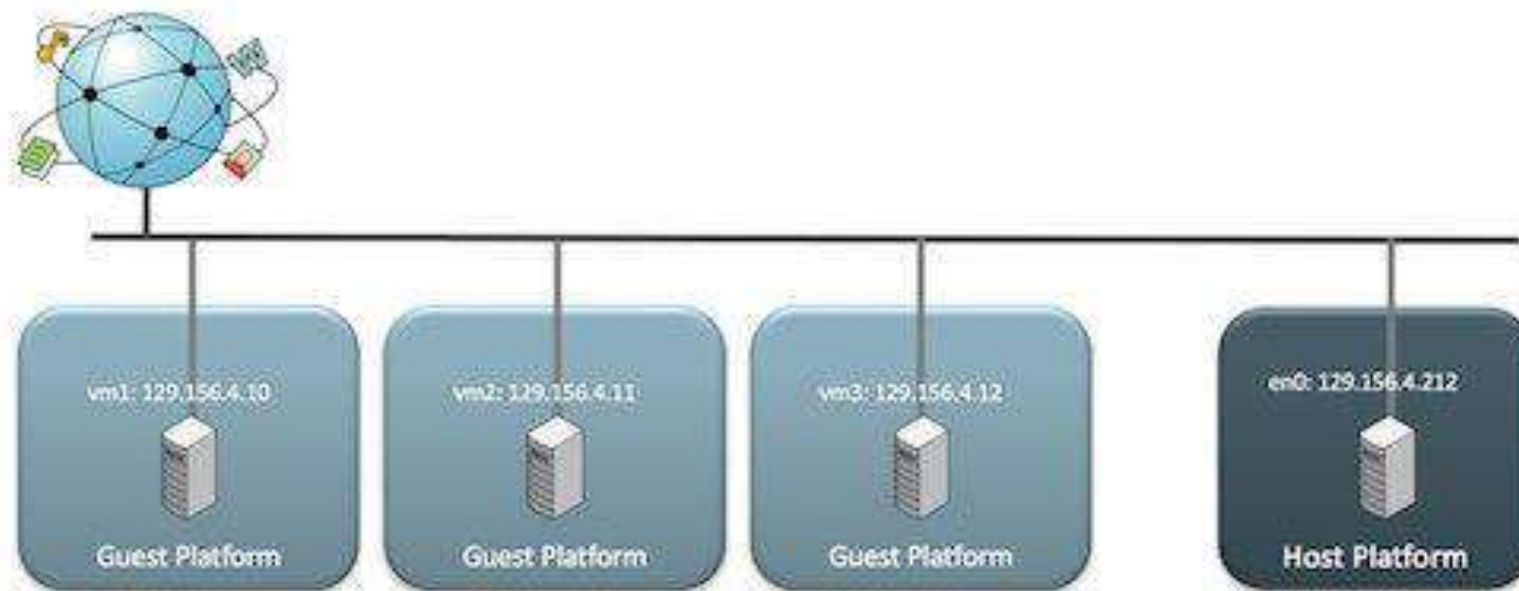 vm1: 129.156.4.10
vm2: 129.156.4.11
vm3: 129.156.4.12
en0: 129.156.4.212
Guest Platform
Guest Platform
Guest Platform
Host Platform